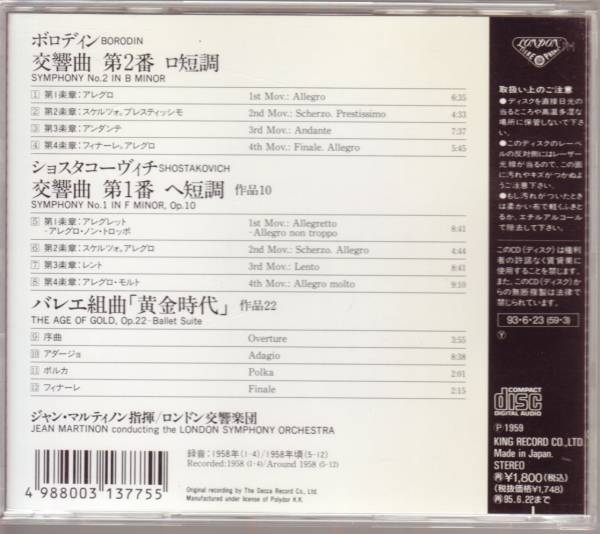 ボロディン BORODIN
交響曲 第2番 ロ短調
SYMPHONY No.2 IN B MINOR
1 第1楽章:アレグロ 1st Mov.: Allegro 6:35
2 第2楽章:スケルツォ、プレスティッシモ 2nd Mov.: Scherzo. Prestissimo 4:33
3 第3楽章:アンダンテ 3rd Mov.: Andante 7:37
4 第4楽章:フィナーレ、アレグロ 4th Mov.: Finale. Allegro 5:45
ショスタコーヴィチ SHOSTAKOVICH
交響曲 第1番 ヘ短調 作品10
SYMPHONY No.1 IN F MINOR, Op.10
5 第1楽章:アレグレット 1st Mov.: Allegretto
-アレグロ・ノン・トロッポ -Allegro non troppo 8:41
6 第2楽章:スケルツォ、アレグロ 2nd Mov.: Scherzo. Allegro 4:44
7 第3楽章:レント 3rd Mov.: Lento 8:41
8 第4楽章:アレグロ・モルト 4th Mov.: Allegro molto 9:10
バレエ組曲「黄金時代」 作品22
THE AGE OF GOLD, Op.22-Ballet Suite
9 序曲 Overture 3:55
10 アダージョ Adagio 8:38
11 ポルカ Polka 2:01
12 フィナーレ Finale 2:15
ジャン・マルティノン指揮/ロンドン交響楽団
JEAN MARTINON conducting the LONDON SYMPHONY ORCHESTRA
録音:1958年(1-4)/1958年頃(5-12)
Recorded:1958 (1-4)/Around 1958 (5-12)
4 988003 137755
Original recording by The Decca Record Co., Ltd.
Manufactured under license of Polydor K.K.
LONDON
取扱い上のご注意
●ディスクを直射日光の
当るところや高温多湿な
場所に保管しないで下さ
い。
●このディスクのレーベ
ルの反対側にはレーザー
光線が当るので、この面
に汚れやキズがつかぬよ
うご注意下さい。
●もし汚れがついたとき
は柔かい布で軽くふきと
るか、エチルアルコール
で除去して下さい。
このCD(ディスク)は権利
者の許諾なく賃貸業に
使用することを禁じます。
また、このCD(ディスク)か
らの無断複製は法律で
禁じられています。
93-6-23 (59-3)
Y
COMPACT
disc
DIGITAL AUDIO
Ⓟ 1959
KING RECORD CO., LTD.
Made in Japan.
STEREO
再¥1,800(税込)
(税抜価格¥1,748)
再95.6.22まで